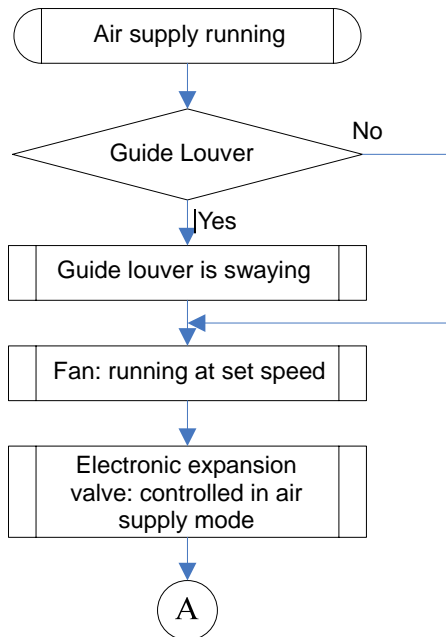 Air supply running
No
Guide Louver
Yes
Guide louver is swaying
Fan: running at set speed
Electronic expansion
valve: controlled in air
supply mode
A